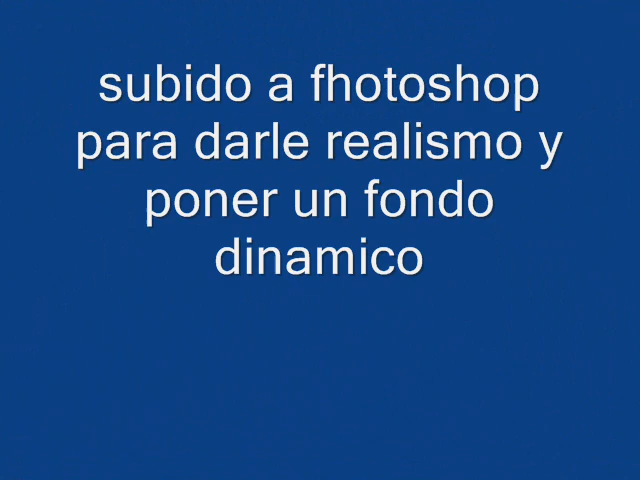 subido a fhotoshop
para darle realismo y
poner un fondo
dinamico